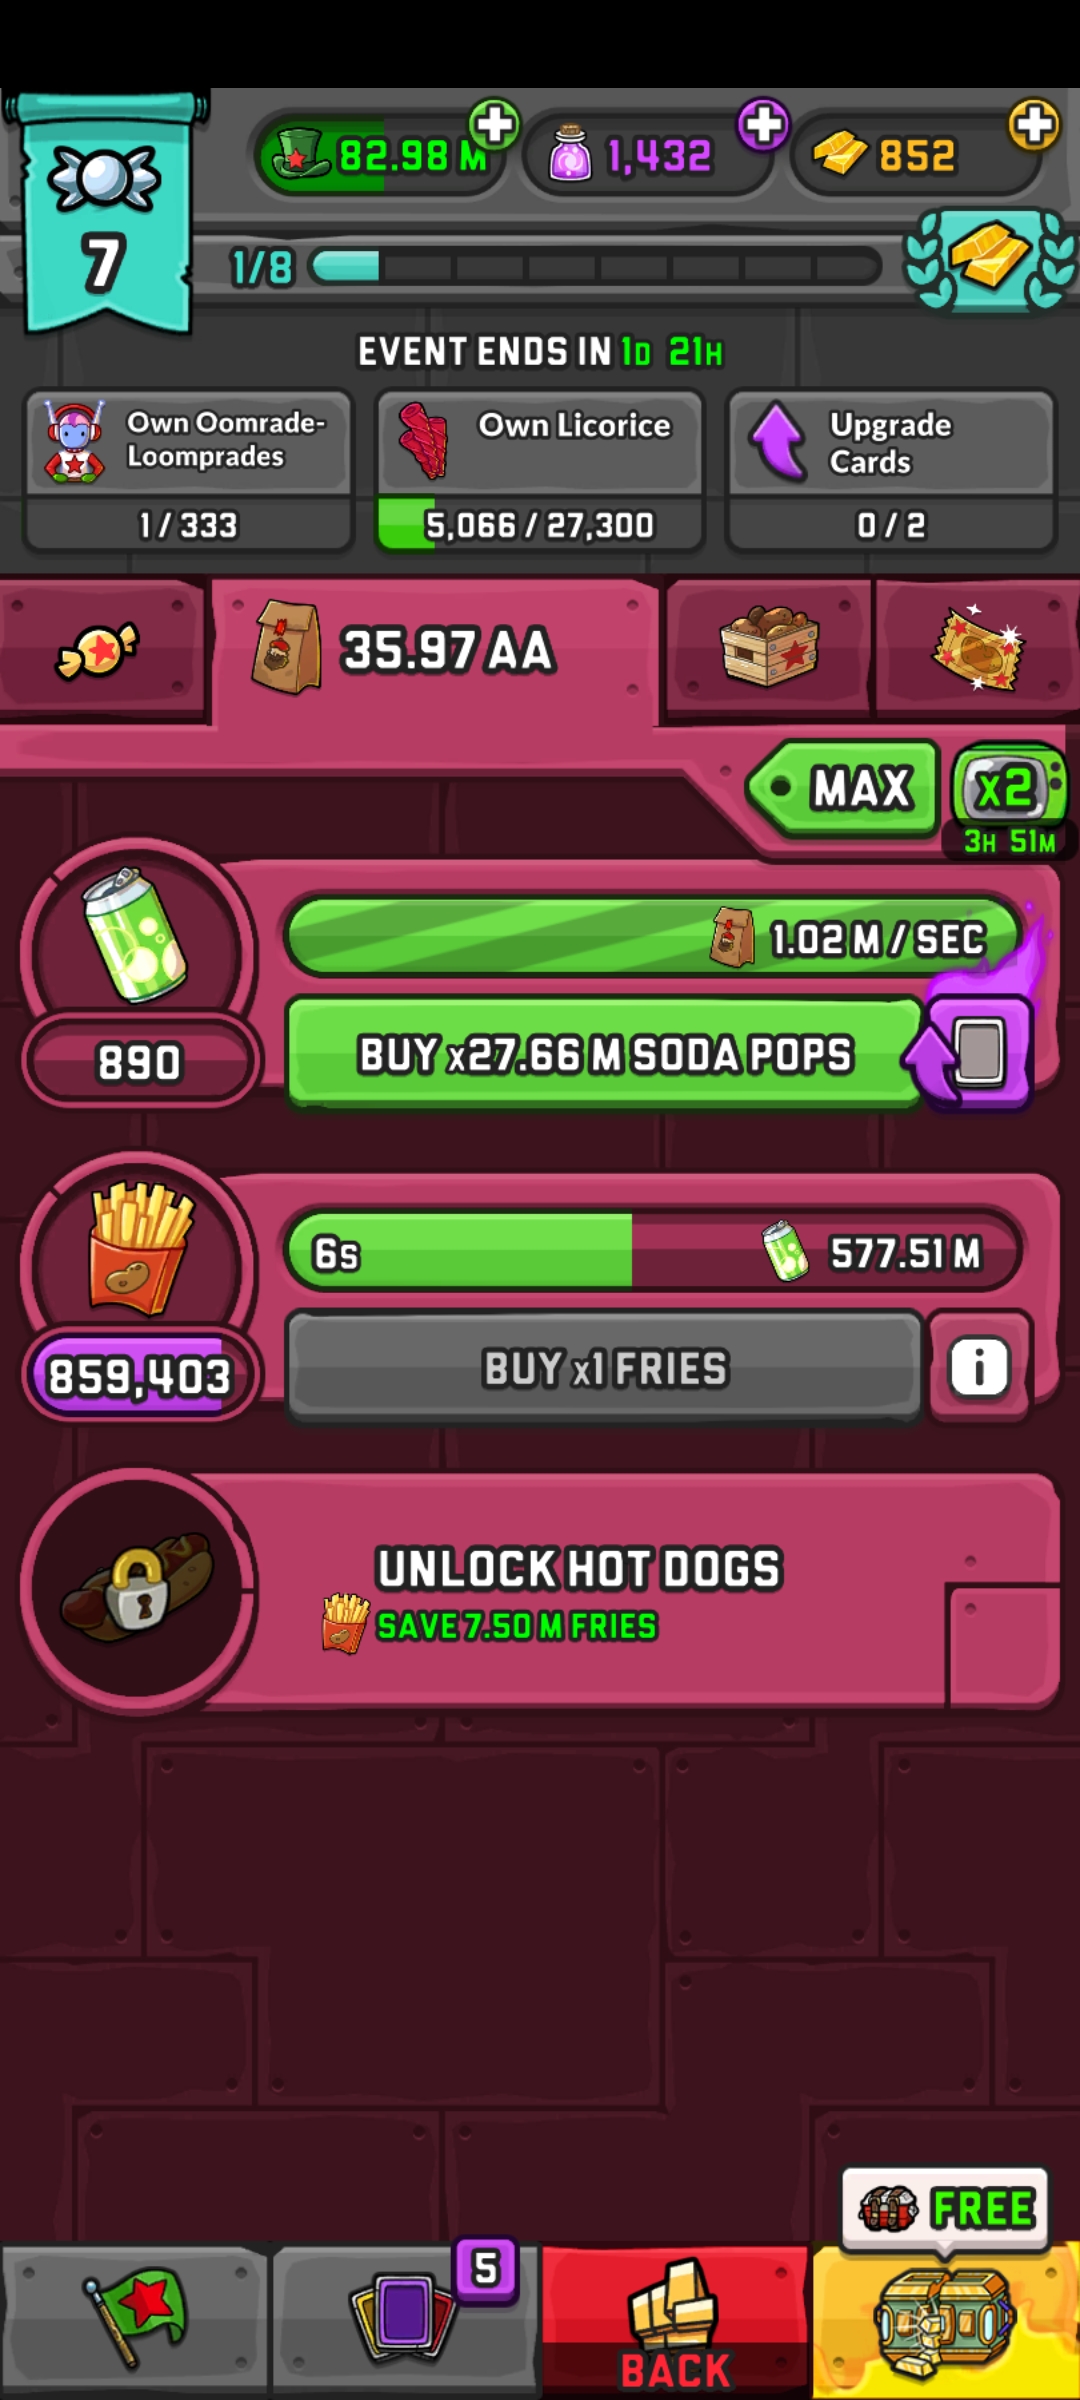 82.98 M
1,432
852
7
1/8
EVENT ENDS IN 1D 21H
Own Oomrade-
Loomprades
1 / 333
Own Licorice
5,066 / 27,300
Upgrade
Cards
0 / 2
35.97 AA
MAX
x2
3H 51M
1.02 M / SEC
890
BUY x27.66 M SODA POPS
6s
577.51 M
859,403
BUY x1 FRIES
i
UNLOCK HOT DOGS
SAVE 7.50 M FRIES
FREE
5
BACK